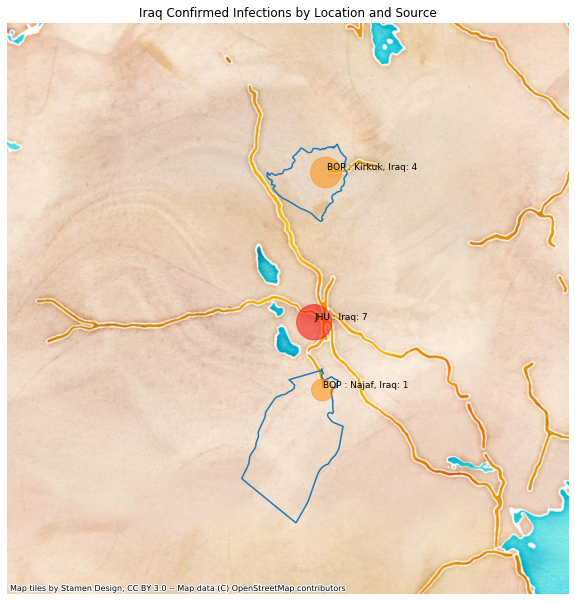 Iraq Confirmed Infections by Location and Source
BOP : Kirkuk, Iraq: 4
JHU : Iraq: 7
BOP : Najaf, Iraq: 1
Map tiles by Stamen Design, CC BY 3.0 -- Map data (C) OpenStreetMap contributors